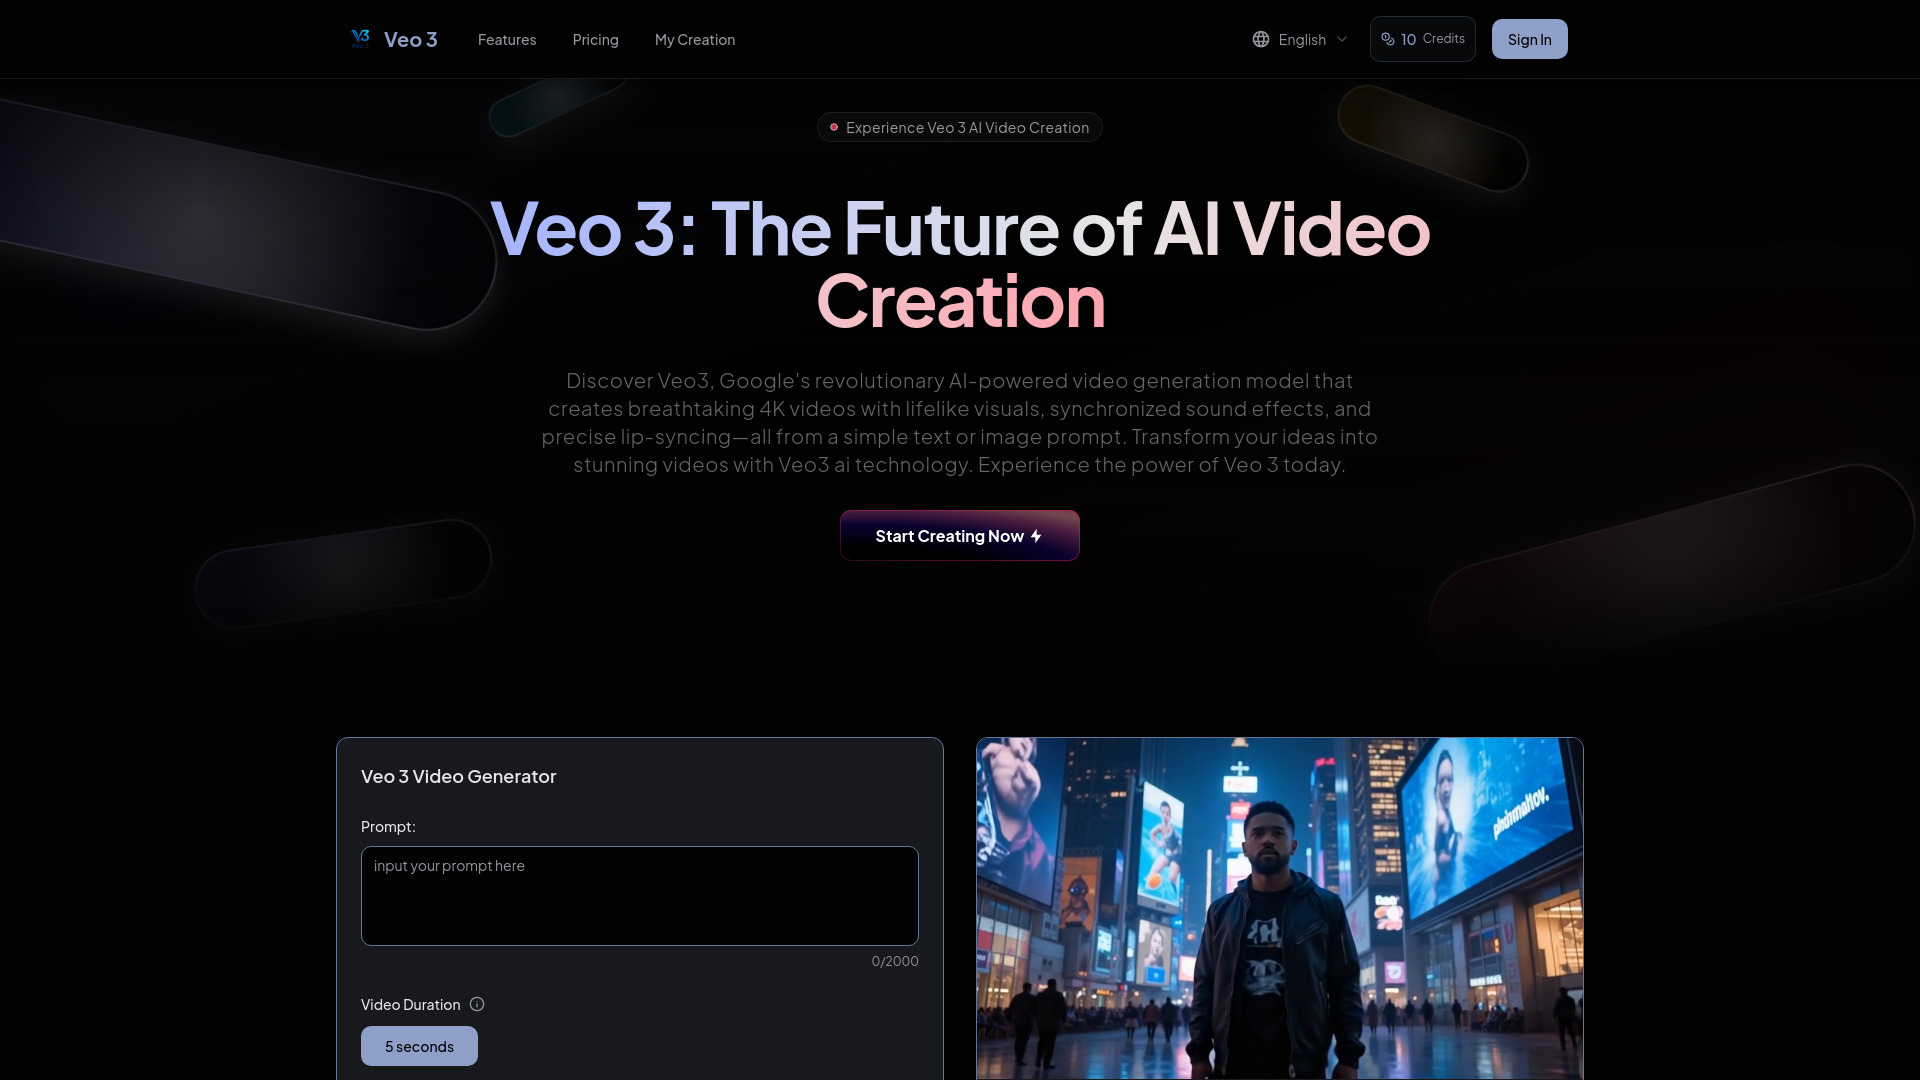 Veo 3
Features
Pricing
My Creation
English
10 Credits
Sign In
Experience Veo 3 AI Video Creation
Veo 3: The Future of AI Video
Creation
Discover Veo3, Google's revolutionary AI-powered video generation model that
creates breathtaking 4K videos with lifelike visuals, synchronized sound effects, and
precise lip-syncing—all from a simple text or image prompt. Transform your ideas into
stunning videos with Veo3 ai technology. Experience the power of Veo 3 today.
Start Creating Now
Veo 3 Video Generator
Prompt:
input your prompt here
0/2000
Video Duration
5 seconds